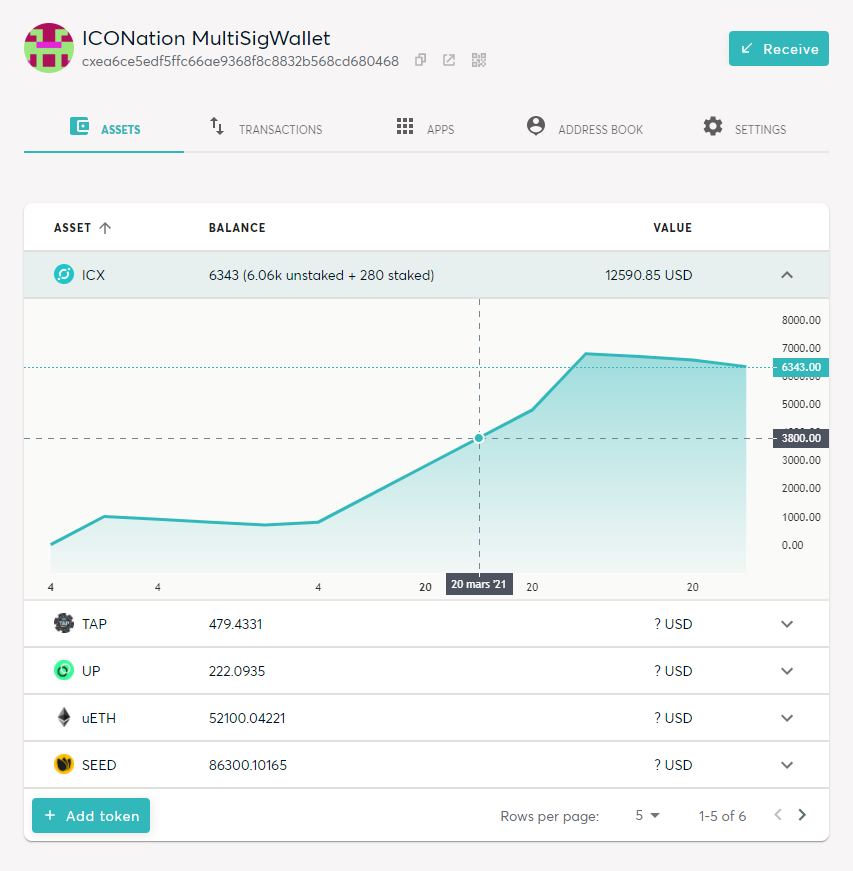 ICONation MultiSigWallet
cxea6ce5edf5ffc66ae9368f8c8832b568cd680468
Receive
ASSETS TRANSACTIONS APPS ADDRESS BOOK SETTINGS
ASSET BALANCE VALUE
ICX 6343 (6.06k unstaked + 280 staked) 12590.85 USD
8000.00
7000.00
6343.00
5000.00
3800.00
3000.00
2000.00
1000.00
0.00
4 4 4 20 20 mars '21 20 20
TAP 479.4331 ? USD
UP 222.0935 ? USD
uETH 52100.04221 ? USD
SEED 86300.10165 ? USD
+ Add token Rows per page: 5 1-5 of 6